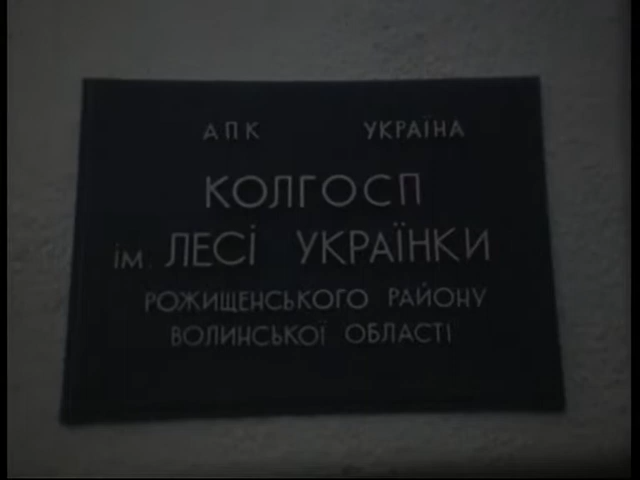 АПК УКРАЇНА
КОЛГОСП
ім. ЛЕСІ УКРАЇНКИ
РОЖИЩЕНСЬКОГО РАЙОНУ
ВОЛИНСЬКОЇ ОБЛАСТІ